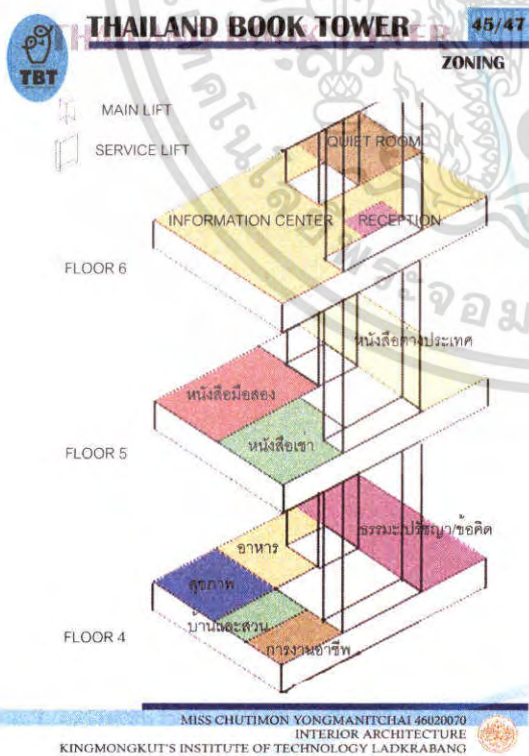 THAILAND BOOK TOWER
45/47
TBT
ZONING
MAIN LIFT
SERVICE LIFT
QUIET ROOM
INFORMATION CENTER
RECEPTION
FLOOR 6
หนังสือต่างประเทศ
หนังสือมือสอง
หนังสือเช่า
FLOOR 5
ธรรมะ/ปรัชญา/ข้อคิด
อาหาร
สุขภาพ
บ้านและสวน
การงานอาชีพ
FLOOR 4
MISS CHUTIMON YONGMANITCHAI 46020070
INTERIOR ARCHITECTURE
KINGMONGKUT'S INSTITUTE OF TECHNOLOGY LADKRABANG